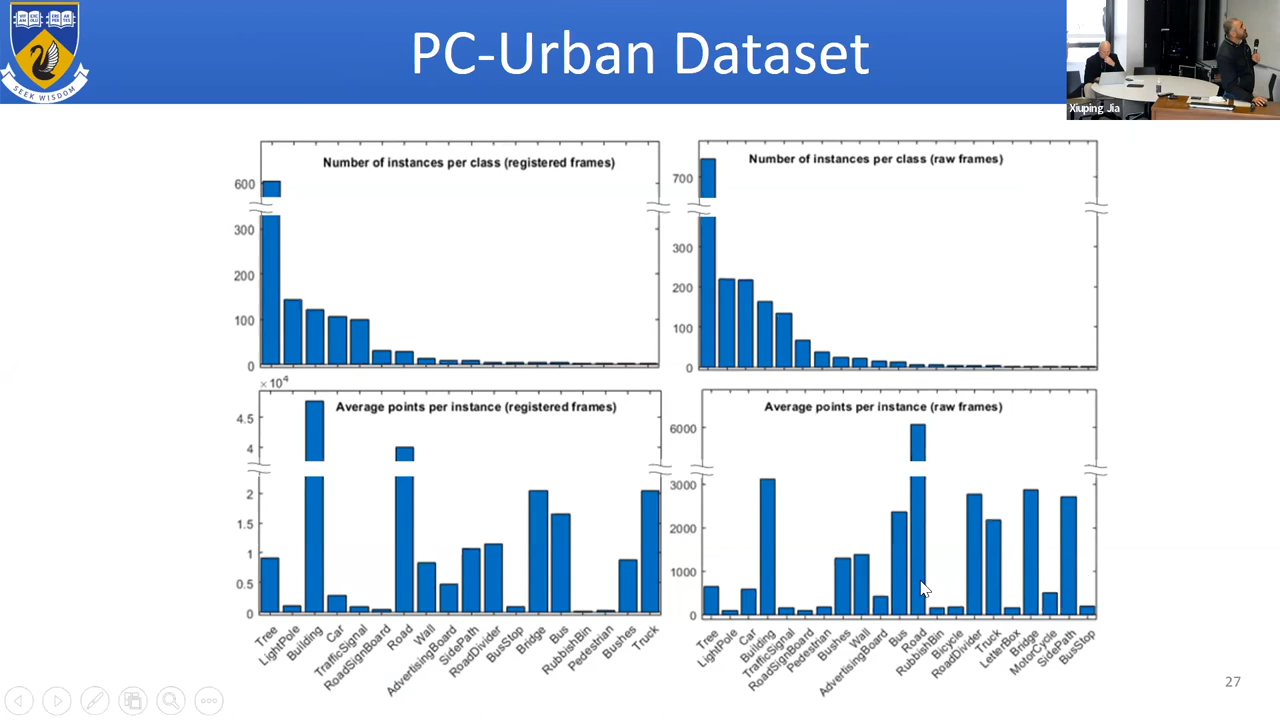 PC-Urban Dataset
SEEK WISDOM
Xiuping Jia
Number of instances per class (registered frames)
600
300
200
100
0
Number of instances per class (raw frames)
700
300
200
100
0
× 10^4
Average points per instance (registered frames)
4.5
4
2
1.5
1
0.5
0
Tree
LightPole
Building
Car
TrafficSignal
RoadSignBoard
Road
Wall
AdvertisingBoard
SidePath
RoadDivider
BusStop
Bridge
Bus
RubbishBin
Pedestrian
Bushes
Truck
Average points per instance (raw frames)
6000
3000
2000
1000
0
Tree
LightPole
Car
Building
TrafficSignal
RoadSignBoard
Pedestrian
Bushes
Wall
AdvertisingBoard
Bus
Road
RubbishBin
Bicycle
RoadDivider
Truck
LetterBox
Bridge
MotorCycle
SidePath
BusStop
27